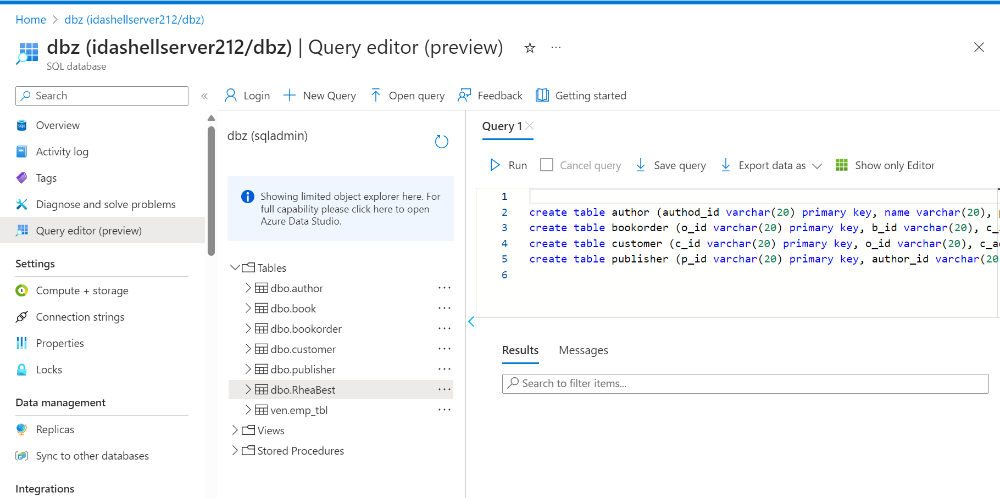 Home > dbz (idashellserver212/dbz)
dbz (idashellserver212/dbz) | Query editor (preview)
SQL database
Search
Overview
Activity log
Tags
Diagnose and solve problems
Query editor (preview)
Settings
Compute + storage
Connection strings
Properties
Locks
Data management
Replicas
Sync to other databases
Integrations
Login
New Query
Open query
Feedback
Getting started
dbz (sqladmin)
Showing limited object explorer here. For
full capability please click here to open
Azure Data Studio.
Tables
dbo.author
dbo.book
dbo.bookorder
dbo.customer
dbo.publisher
dbo.RheaBest
ven.emp_tbl
Views
Stored Procedures
Query 1
Run
Cancel query
Save query
Export data as
Show only Editor
1
2 create table author (authod_id varchar(20) primary key, name varchar(20),
3 create table bookorder (o_id varchar(20) primary key, b_id varchar(20), c_
4 create table customer (c_id varchar(20) primary key, o_id varchar(20), c_a
5 create table publisher (p_id varchar(20) primary key, author_id varchar(20
6
Results
Messages
Search to filter items...